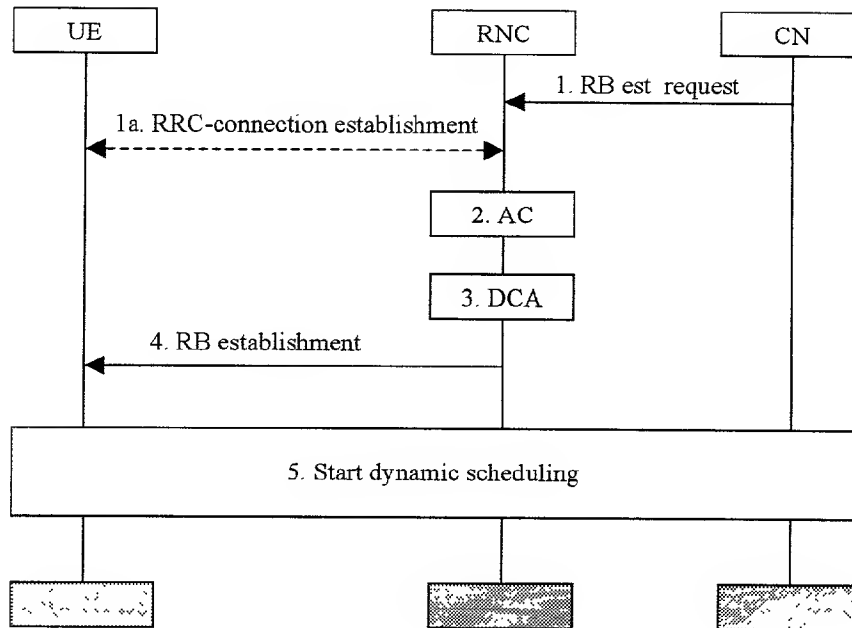 UE
RNC
CN
1. RB est request
1a. RRC-connection establishment
2. AC
3. DCA
4. RB establishment
5. Start dynamic scheduling